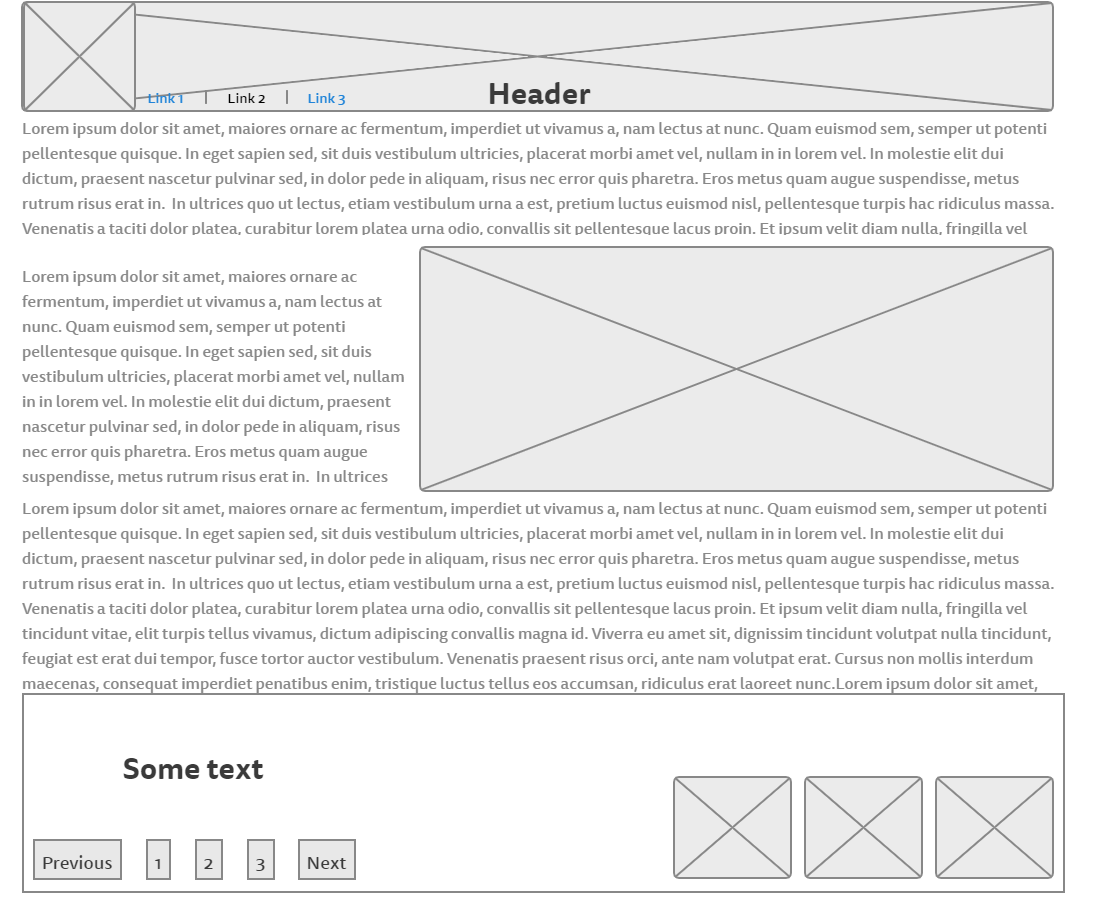 Link 1 | Link 2 | Link 3
Header
Lorem ipsum dolor sit amet, maiores ornare ac fermentum, imperdiet ut vivamus a, nam lectus at nunc. Quam euismod sem, semper ut potenti
pellentesque quisque. In eget sapien sed, sit duis vestibulum ultricies, placerat morbi amet vel, nullam in in lorem vel. In molestie elit dui
dictum, praesent nascetur pulvinar sed, in dolor pede in aliquam, risus nec error quis pharetra. Eros metus quam augue suspendisse, metus
rutrum risus erat in.  In ultrices quo ut lectus, etiam vestibulum urna a est, pretium luctus euismod nisl, pellentesque turpis hac ridiculus massa.
Venenatis a taciti dolor platea, curabitur lorem platea urna odio, convallis sit pellentesque lacus proin. Et ipsum velit diam nulla, fringilla vel
Lorem ipsum dolor sit amet, maiores ornare ac
fermentum, imperdiet ut vivamus a, nam lectus at
nunc. Quam euismod sem, semper ut potenti
pellentesque quisque. In eget sapien sed, sit duis
vestibulum ultricies, placerat morbi amet vel, nullam
in in lorem vel. In molestie elit dui dictum, praesent
nascetur pulvinar sed, in dolor pede in aliquam, risus
nec error quis pharetra. Eros metus quam augue
suspendisse, metus rutrum risus erat in.  In ultrices
Lorem ipsum dolor sit amet, maiores ornare ac fermentum, imperdiet ut vivamus a, nam lectus at nunc. Quam euismod sem, semper ut potenti
pellentesque quisque. In eget sapien sed, sit duis vestibulum ultricies, placerat morbi amet vel, nullam in in lorem vel. In molestie elit dui
dictum, praesent nascetur pulvinar sed, in dolor pede in aliquam, risus nec error quis pharetra. Eros metus quam augue suspendisse, metus
rutrum risus erat in.  In ultrices quo ut lectus, etiam vestibulum urna a est, pretium luctus euismod nisl, pellentesque turpis hac ridiculus massa.
Venenatis a taciti dolor platea, curabitur lorem platea urna odio, convallis sit pellentesque lacus proin. Et ipsum velit diam nulla, fringilla vel
tincidunt vitae, elit turpis tellus vivamus, dictum adipiscing convallis magna id. Viverra eu amet sit, dignissim tincidunt volutpat nulla tincidunt,
feugiat est erat dui tempor, fusce tortor auctor vestibulum. Venenatis praesent risus orci, ante nam volutpat erat. Cursus non mollis interdum
maecenas, consequat imperdiet penatibus enim, tristique luctus tellus eos accumsan, ridiculus erat laoreet nunc.Lorem ipsum dolor sit amet,
Some text
Previous 1 2 3 Next